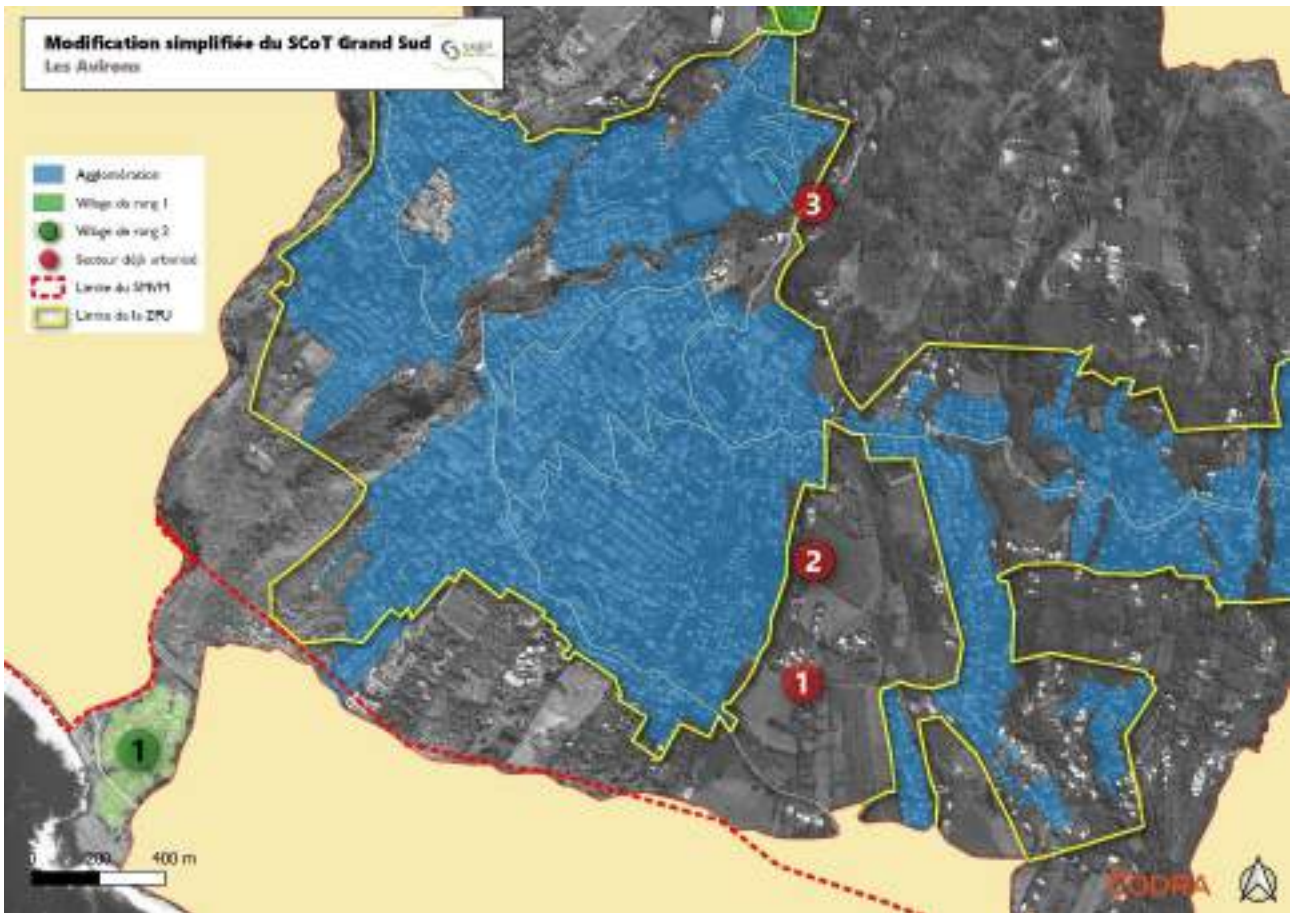 Modification simplifiée du SCoT Grand Sud
Les Avirons
Agglomération
Village de rang 1
Village de rang 2
Secteur déjà urbanisé
Limite du SMVM
Limite de la ZPU
3
2
1
1
0 200 400 m
CODRA